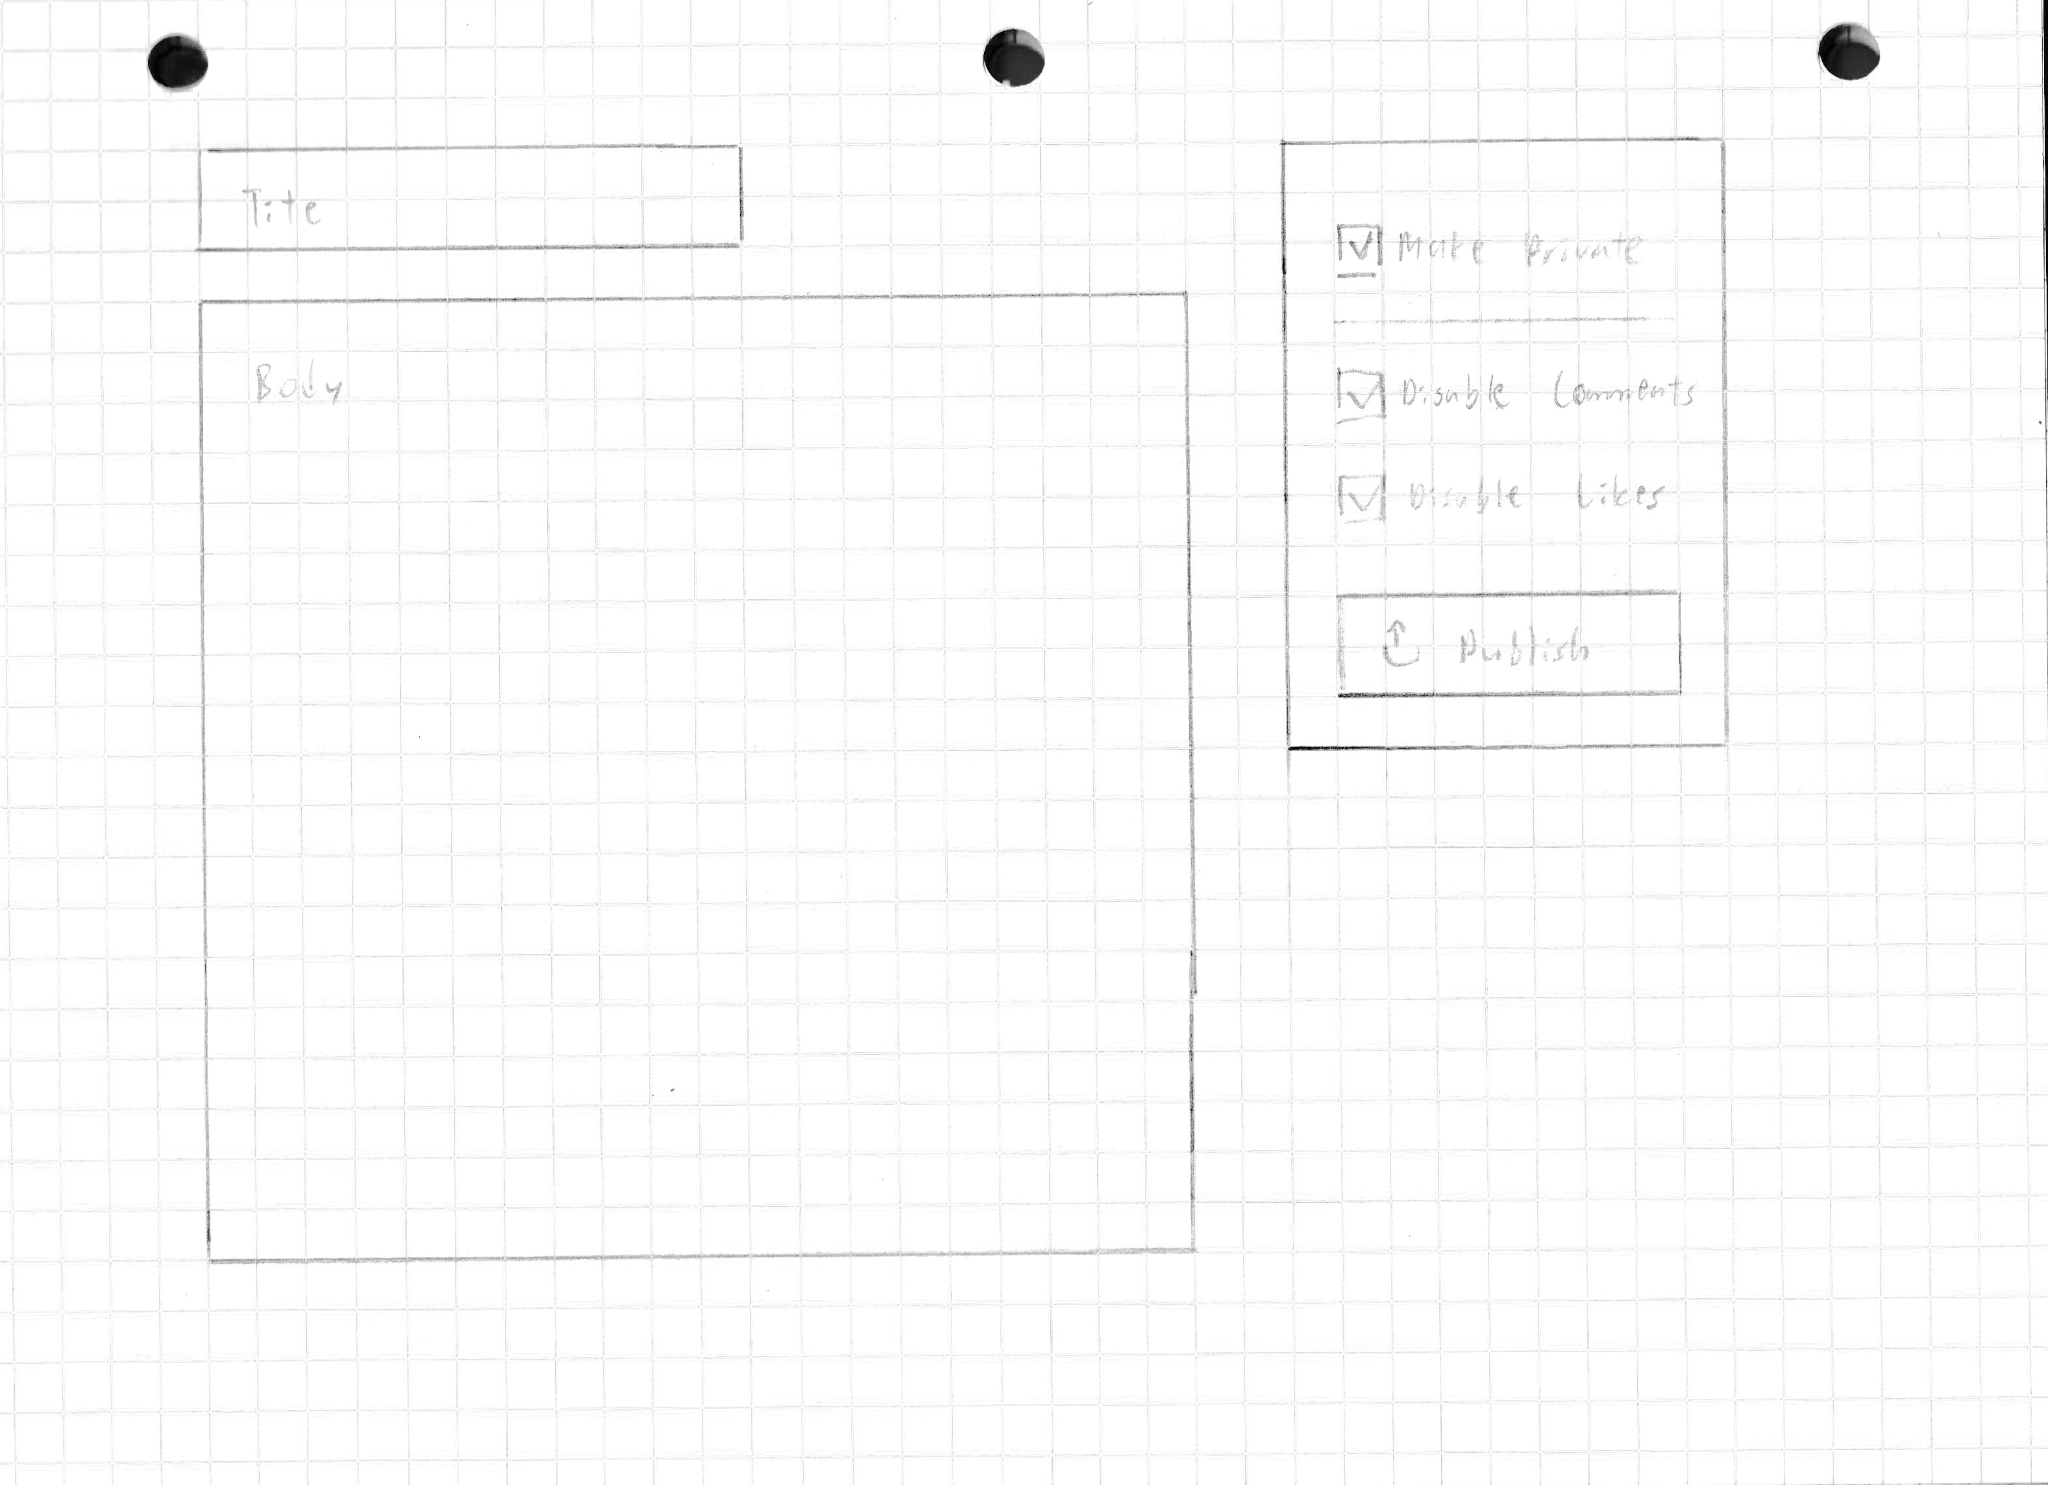 Tite
Body
Make Private
Disable Comments
Disable Likes
Publish